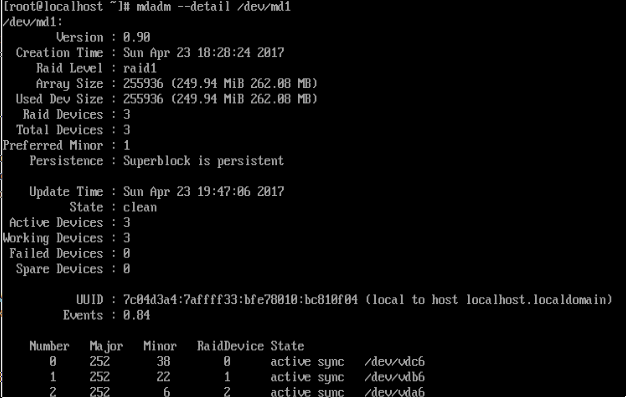 [root@localhost ~]# mdadm --detail /dev/md1
/dev/md1:
Version : 0.90
Creation Time : Sun Apr 23 18:28:24 2017
Raid Level : raid1
Array Size : 255936 (249.94 MiB 262.08 MB)
Used Dev Size : 255936 (249.94 MiB 262.08 MB)
Raid Devices : 3
Total Devices : 3
Preferred Minor : 1
Persistence : Superblock is persistent
Update Time : Sun Apr 23 19:47:06 2017
State : clean
Active Devices : 3
Working Devices : 3
Failed Devices : 0
Spare Devices : 0
UUID : 7c04d3a4:7affff33:bfe78010:bc810f04 (local to host localhost.localdomain)
Events : 0.84
Number Major Minor RaidDevice State
0 252 38 0 active sync /dev/vdc6
1 252 22 1 active sync /dev/vdb6
2 252 6 2 active sync /dev/vda6